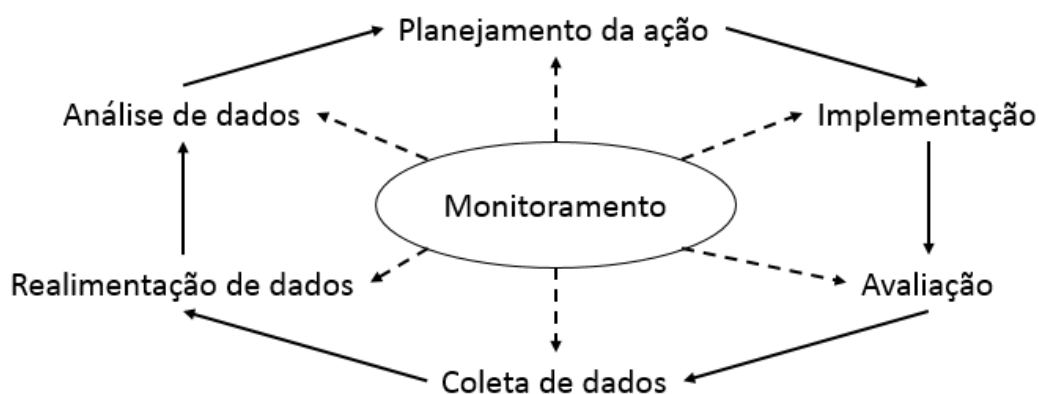 Planejamento da ação
Análise de dados
Implementação
Monitoramento
Realimentação de dados
Avaliação
Coleta de dados